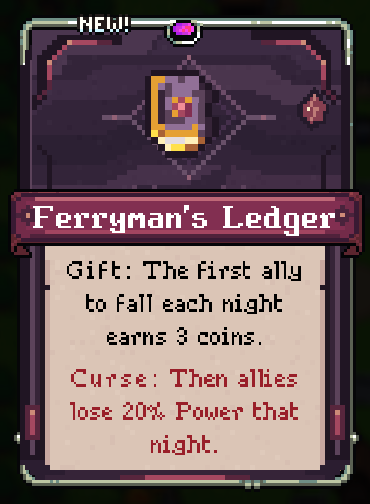 NEW!
Ferryman's Ledger
Gift: The first ally
to fall each night
earns 3 coins.
Curse: Then allies
lose 20% Power that
night.